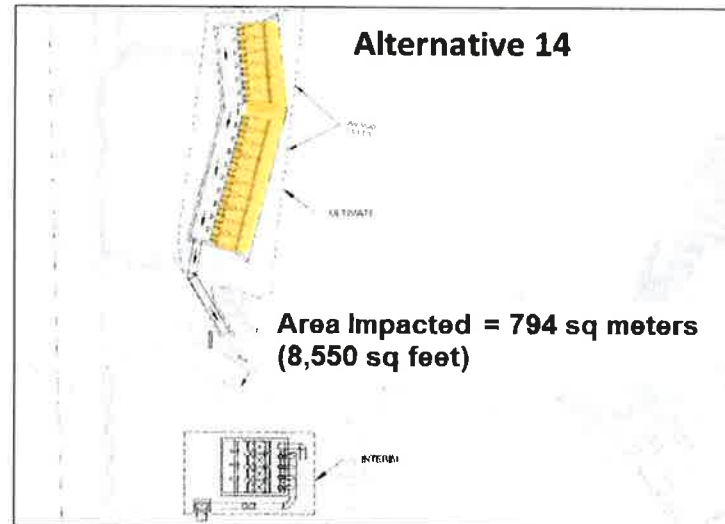 Alternative 14
ULTIMATE
Area Impacted = 794 sq meters
(8,550 sq feet)
INTERIM